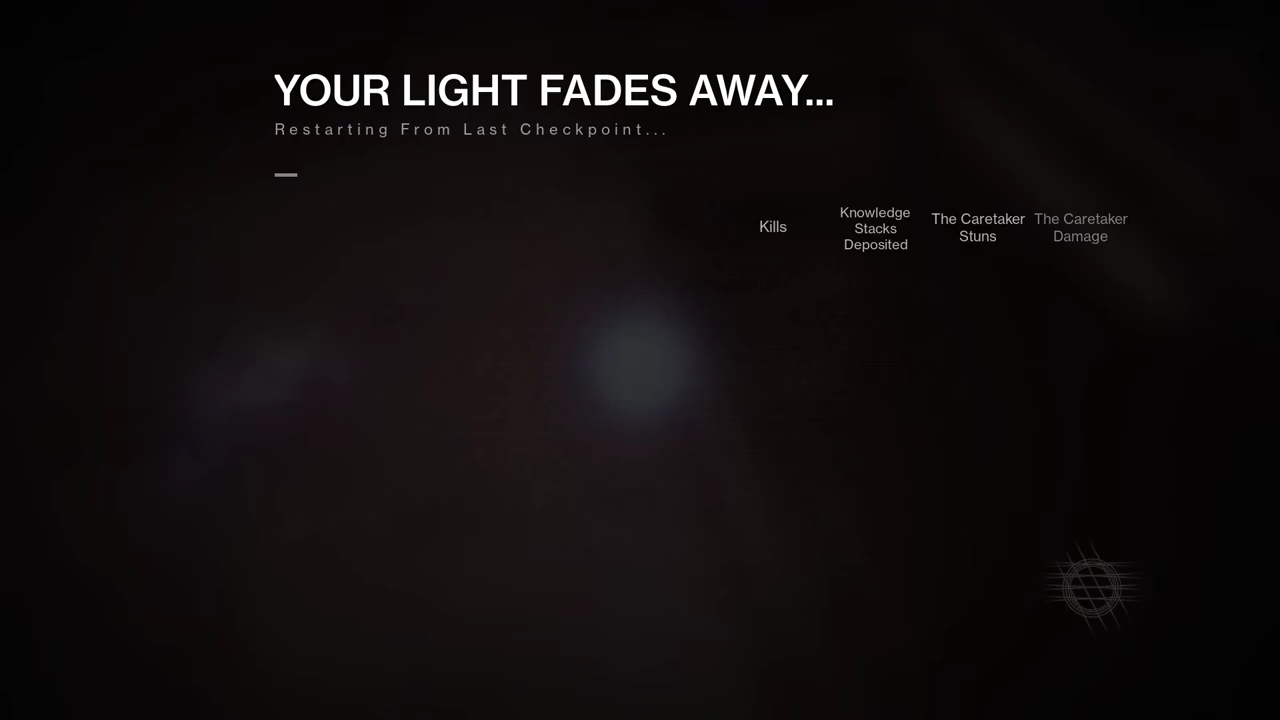 YOUR LIGHT FADES AWAY...
Restarting From Last Checkpoint...
Kills
Knowledge
Stacks
Deposited
The Caretaker
Stuns
The Caretaker
Damage